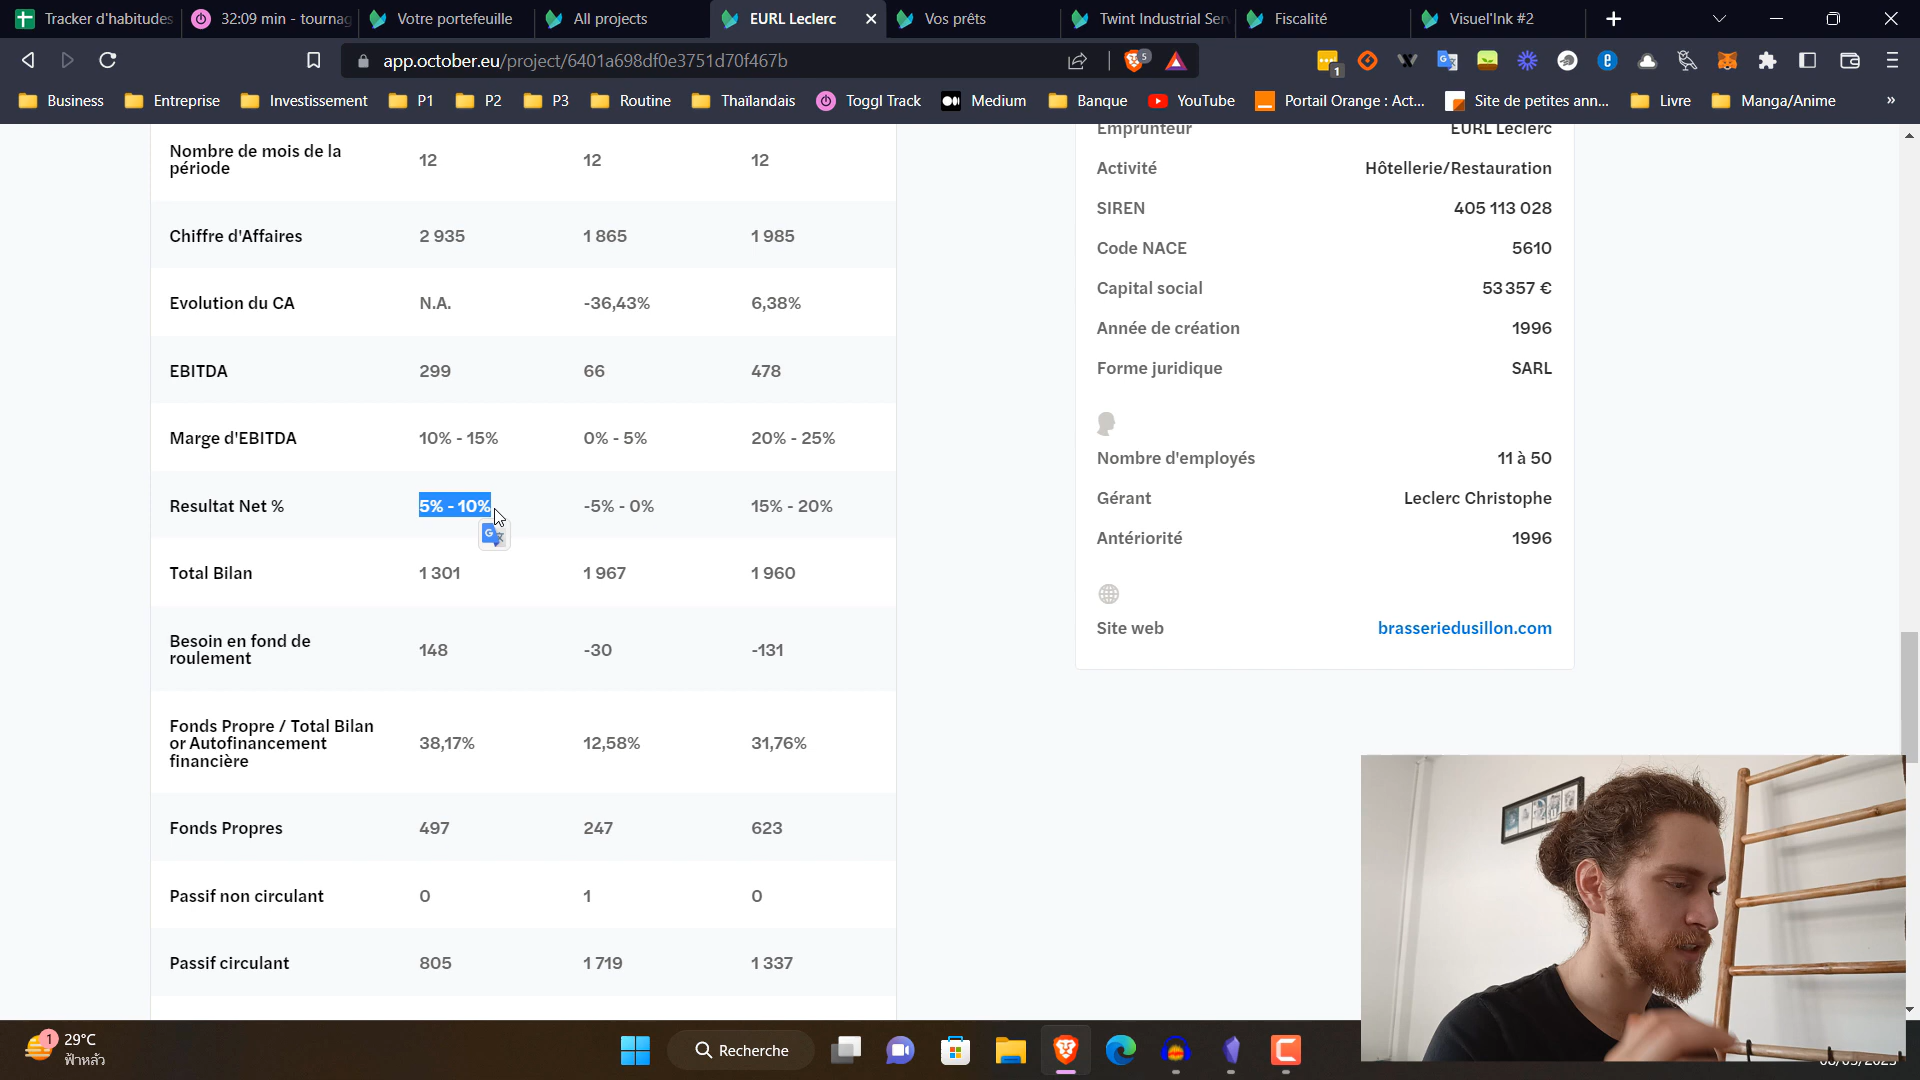 Tracker d'habitudes
32:09 min - tournag
Votre portefeuille
All projects
EURL Leclerc
Vos prêts
Twint Industrial Serv
Fiscalité
Visuel'Ink #2
app.october.eu/project/6401a698df0e3751d70f467b
5
1
Business
Entreprise
Investissement
P1
P2
P3
Routine
Thaïlandais
Toggl Track
Medium
Banque
YouTube
Portail Orange : Act...
Site de petites ann...
Livre
Manga/Anime
»
Nombre de mois de la
période
12 12 12
Chiffre d'Affaires 2 935 1 865 1 985
Evolution du CA N.A. -36,43% 6,38%
EBITDA 299 66 478
Marge d'EBITDA 10% - 15% 0% - 5% 20% - 25%
Resultat Net % 5% - 10% -5% - 0% 15% - 20%
Total Bilan 1 301 1 967 1 960
Besoin en fond de
roulement
148 -30 -131
Fonds Propre / Total Bilan
or Autofinancement
financière
38,17% 12,58% 31,76%
Fonds Propres 497 247 623
Passif non circulant 0 1 0
Passif circulant 805 1 719 1 337
Emprunteur EURL Leclerc
Activité Hôtellerie/Restauration
SIREN 405 113 028
Code NACE 5610
Capital social 53 357 €
Année de création 1996
Forme juridique SARL
Nombre d'employés 11 à 50
Gérant Leclerc Christophe
Antériorité 1996
Site web brasseriedusillon.com
1
29°C
ฟ้าหลัว
Recherche